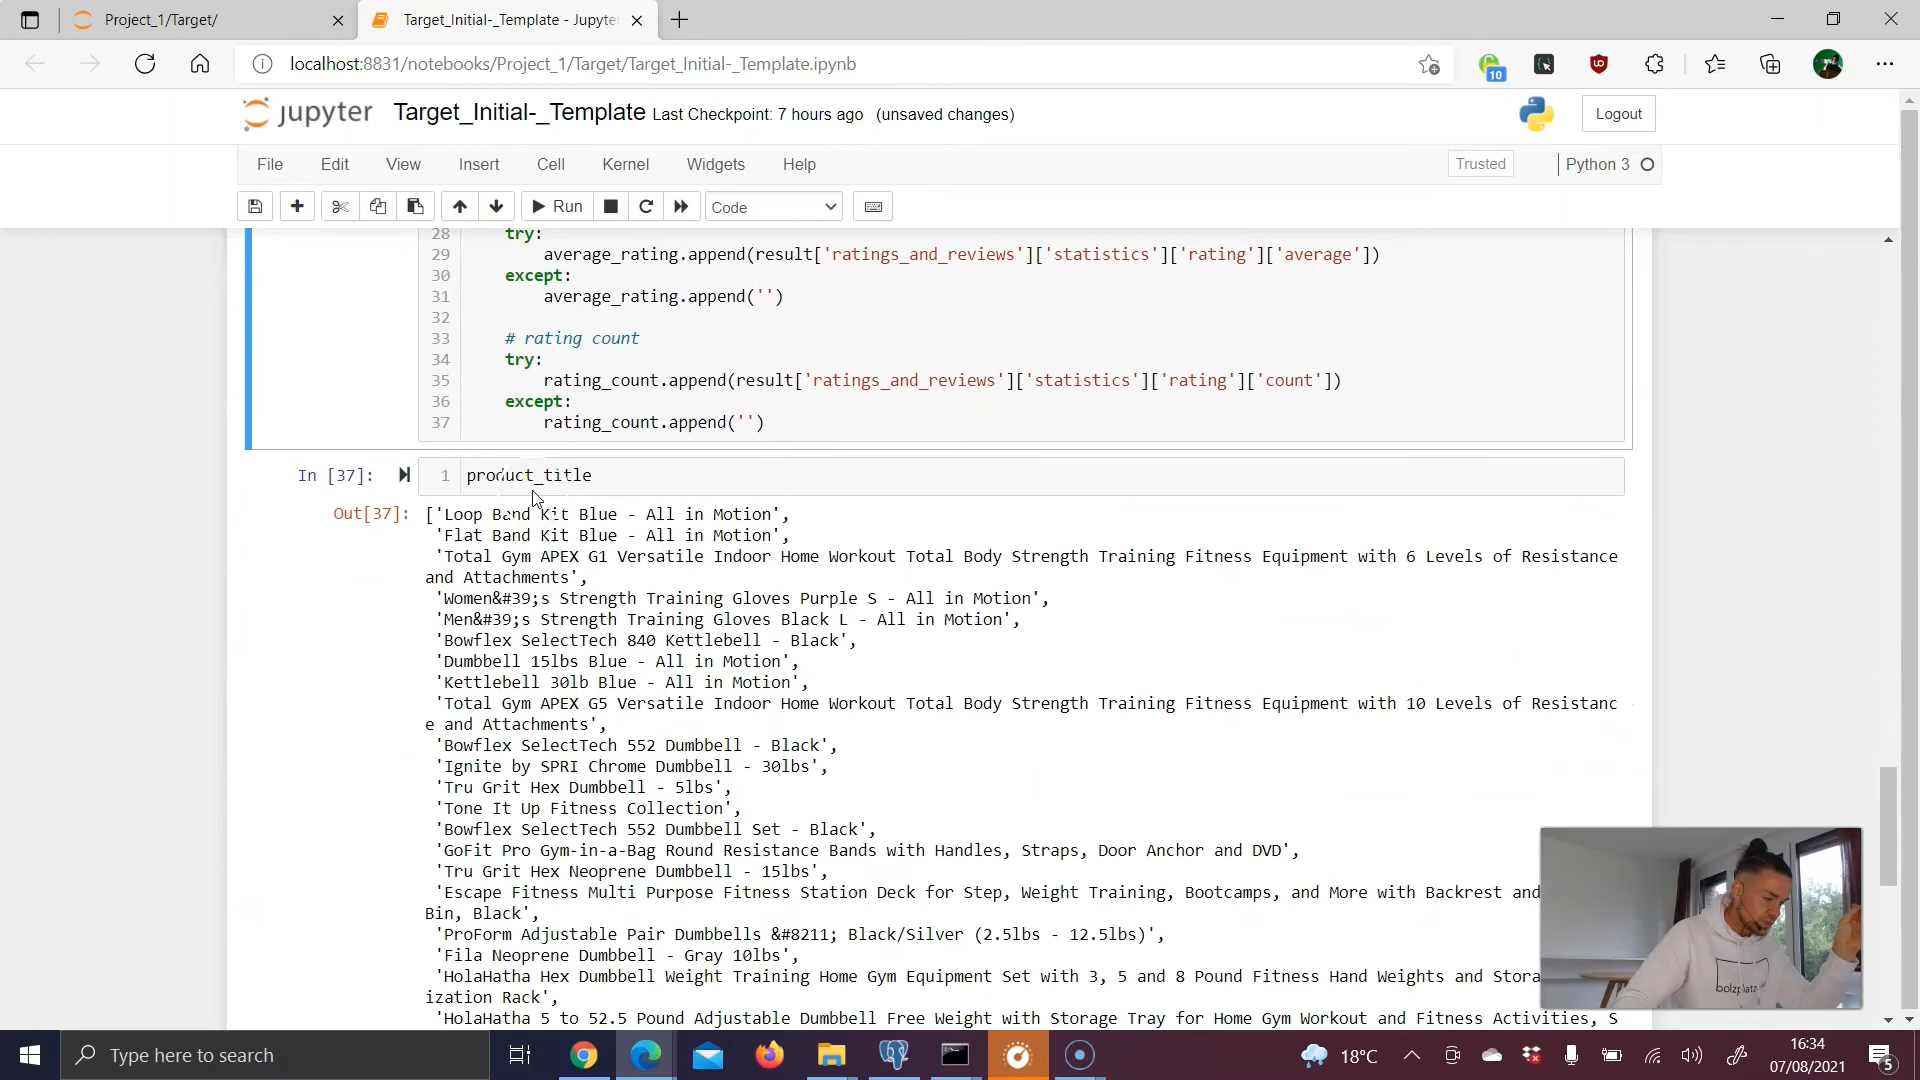 Project_1/Target/
Target_Initial-_Template - Jupyte
localhost:8831/notebooks/Project_1/Target/Target_Initial-_Template.ipynb
10
jupyter Target_Initial-_Template Last Checkpoint: 7 hours ago (unsaved changes)
Logout
File Edit View Insert Cell Kernel Widgets Help
Trusted
Python 3
Run
Code
28 try:
29 average_rating.append(result['ratings_and_reviews']['statistics']['rating']['average'])
30 except:
31 average_rating.append('')
32
33 # rating count
34 try:
35 rating_count.append(result['ratings_and_reviews']['statistics']['rating']['count'])
36 except:
37 rating_count.append('')
In [37]: 1 product_title
Out[37]: ['Loop Band Kit Blue - All in Motion',
'Flat Band Kit Blue - All in Motion',
'Total Gym APEX G1 Versatile Indoor Home Workout Total Body Strength Training Fitness Equipment with 6 Levels of Resistance
and Attachments',
'Women&#39;s Strength Training Gloves Purple S - All in Motion',
'Men&#39;s Strength Training Gloves Black L - All in Motion',
'Bowflex SelectTech 840 Kettlebell - Black',
'Dumbbell 15lbs Blue - All in Motion',
'Kettlebell 30lb Blue - All in Motion',
'Total Gym APEX G5 Versatile Indoor Home Workout Total Body Strength Training Fitness Equipment with 10 Levels of Resistanc
e and Attachments',
'Bowflex SelectTech 552 Dumbbell - Black',
'Ignite by SPRI Chrome Dumbbell - 30lbs',
'Tru Grit Hex Dumbbell - 5lbs',
'Tone It Up Fitness Collection',
'Bowflex SelectTech 552 Dumbbell Set - Black',
'GoFit Pro Gym-in-a-Bag Round Resistance Bands with Handles, Straps, Door Anchor and DVD',
'Tru Grit Hex Neoprene Dumbbell - 15lbs',
'Escape Fitness Multi Purpose Fitness Station Deck for Step, Weight Training, Bootcamps, and More with Backrest and
Bin, Black',
'ProForm Adjustable Pair Dumbbells &#8211; Black/Silver (2.5lbs - 12.5lbs)',
'Fila Neoprene Dumbbell - Gray 10lbs',
'HolaHatha Hex Dumbbell Weight Training Home Gym Equipment Set with 3, 5 and 8 Pound Fitness Hand Weights and Stora
ization Rack',
'HolaHatha 5 to 52.5 Pound Adjustable Dumbbell Free Weight with Storage Tray for Home Gym Workout and Fitness Activities, S
bolzplatz
Type here to search
18°C
16:34
07/08/2021
5